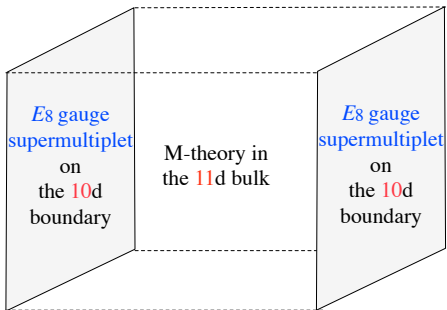 E8 gauge
supermultiplet
on
the 10d
boundary
M-theory in
the 11d bulk
E8 gauge
supermultiplet
on
the 10d
boundary